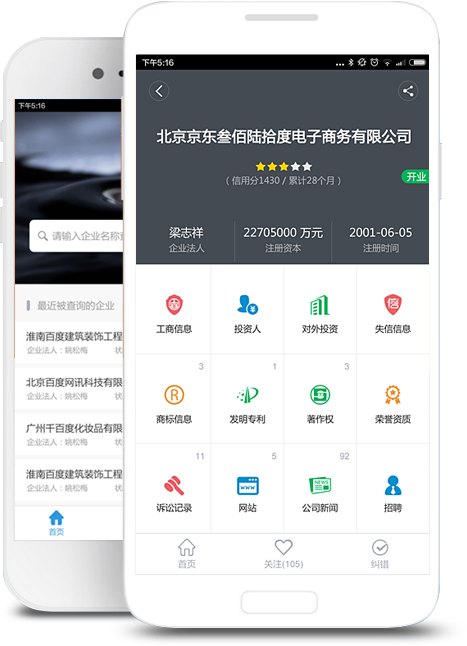 下午5:16
请输入企业名称
最近被查询的企业
淮南百度建筑装饰工程
企业法人：姚松梅 状
北京百度网讯科技有限
企业法人：姚松梅 状
广州千百度化妆品有限
企业法人：姚松梅 状
淮南百度建筑装饰工程
企业法人：姚松梅 状
首页
下午5:16
北京京东叁佰陆拾度电子商务有限公司
（信用分1430 / 累计28个月）
开业
梁志祥 22705000 万元 2001-06-05
企业法人 注册资本 注册时间
工商信息 投资人 对外投资 失信信息
3 1 3
商标信息 发明专利 著作权 荣誉资质
11 5 92
诉讼记录 网站 公司新闻 招聘
首页 关注(105) 纠错